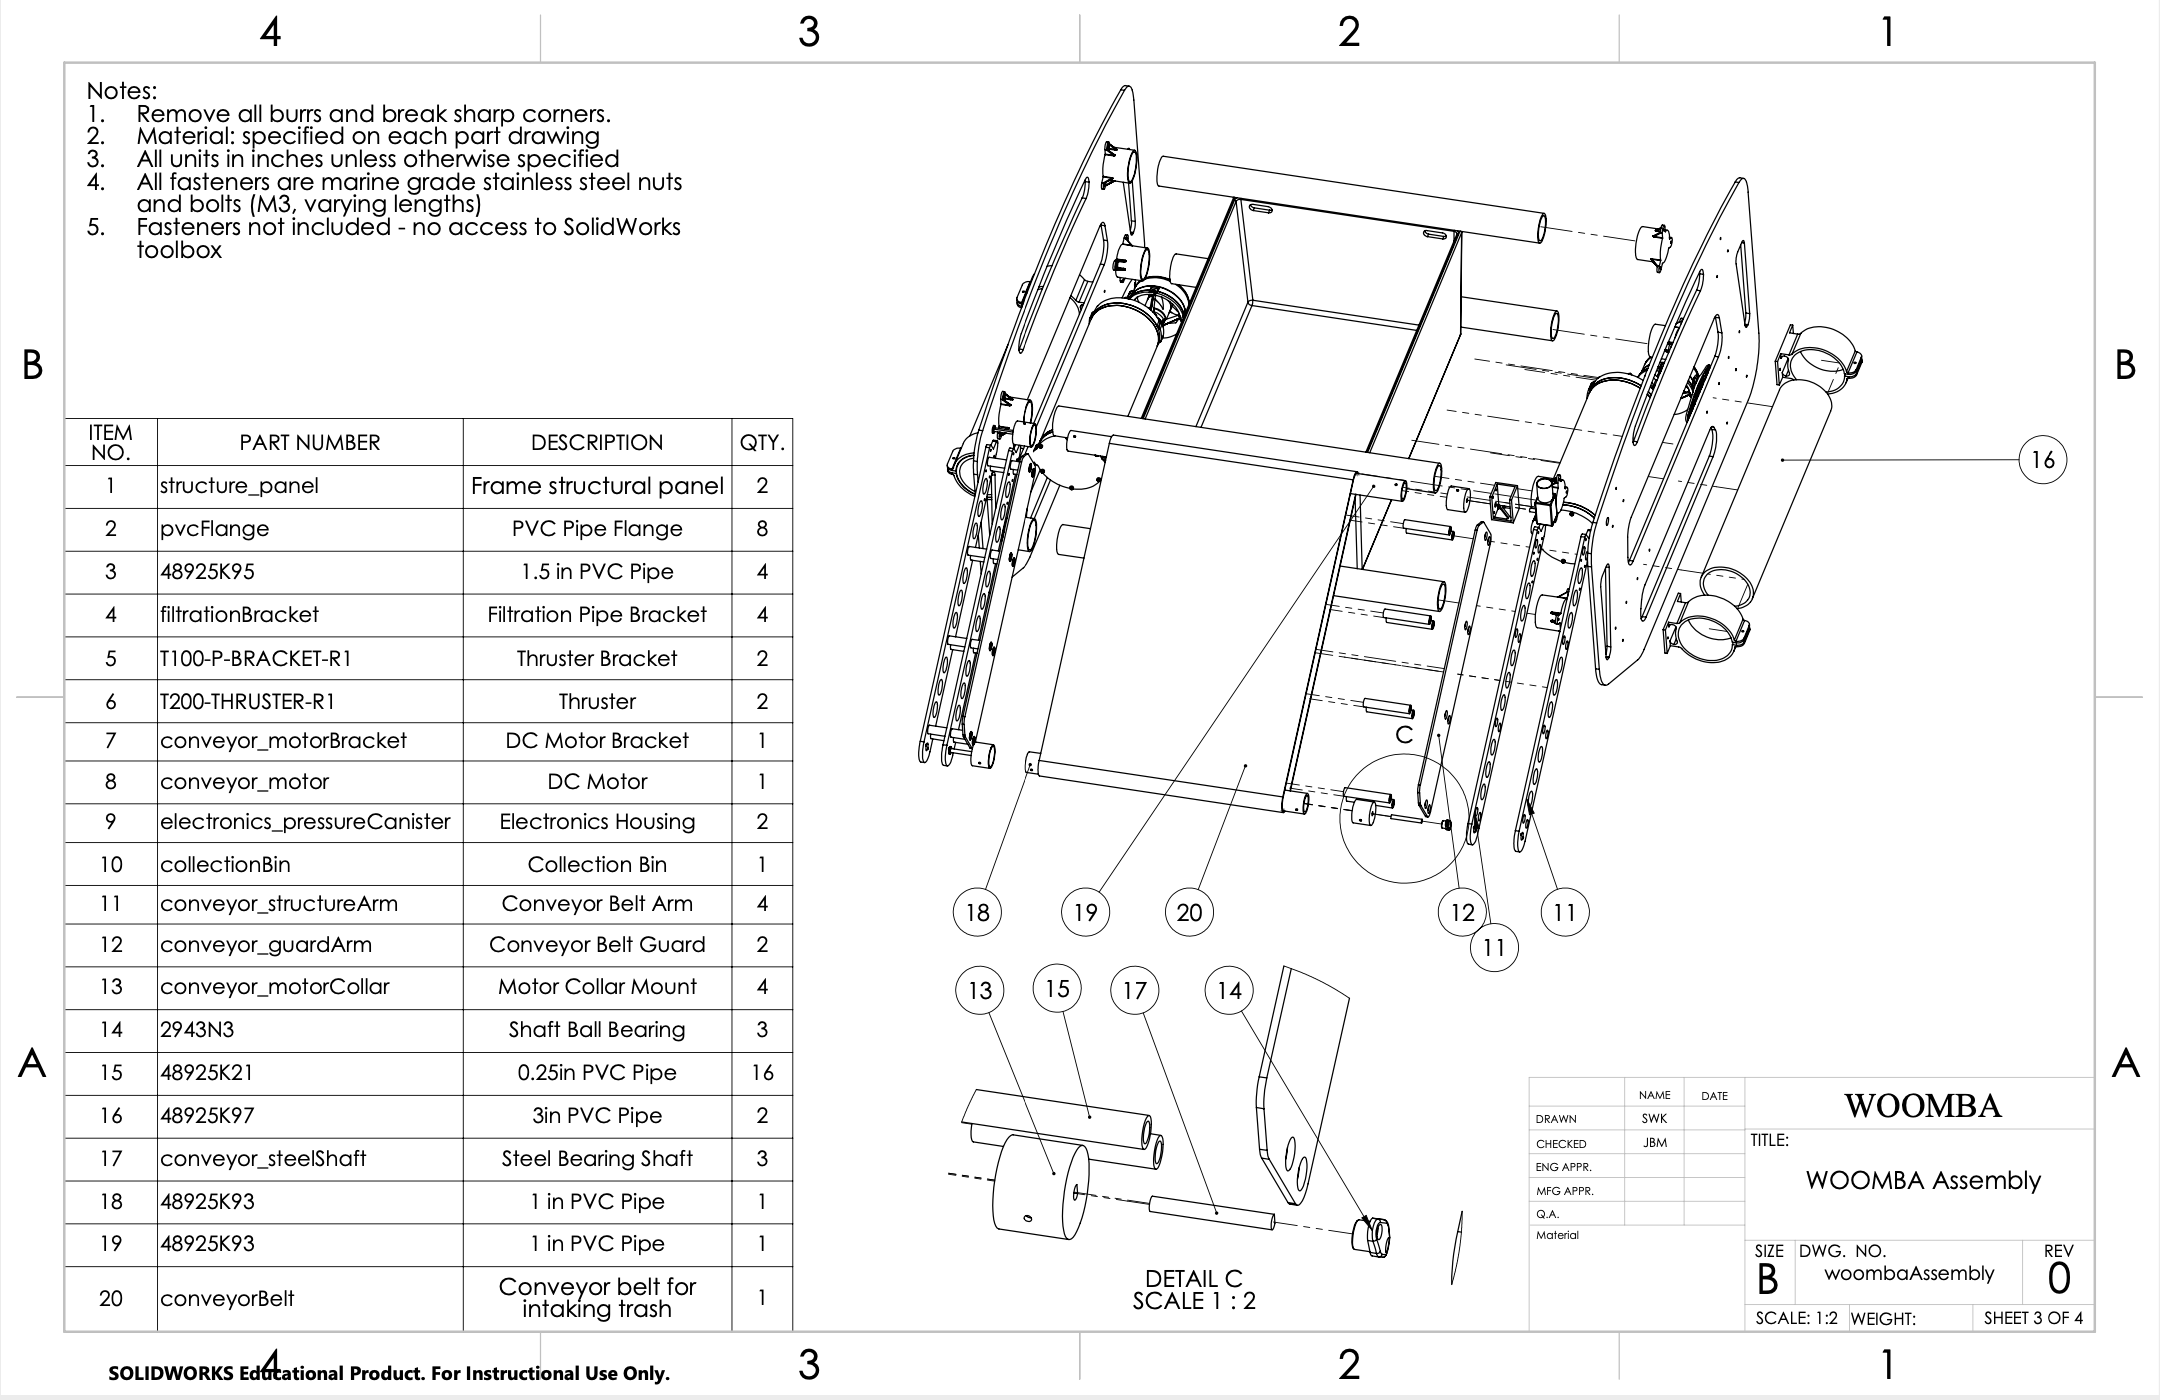 4 3 2 1
Notes:
1. Remove all burrs and break sharp corners.
2. Material: specified on each part drawing
3. All units in inches unless otherwise specified
4. All fasteners are marine grade stainless steel nuts
and bolts (M3, varying lengths)
5. Fasteners not included - no access to SolidWorks
toolbox
B B
ITEM NO. PART NUMBER DESCRIPTION QTY.
1 structure_panel Frame structural panel 2
2 pvcFlange PVC Pipe Flange 8
3 48925K95 1.5 in PVC Pipe 4
4 filtrationBracket Filtration Pipe Bracket 4
5 T100-P-BRACKET-R1 Thruster Bracket 2
6 T200-THRUSTER-R1 Thruster 2
7 conveyor_motorBracket DC Motor Bracket 1
8 conveyor_motor DC Motor 1
9 electronics_pressureCanister Electronics Housing 2
10 collectionBin Collection Bin 1
11 conveyor_structureArm Conveyor Belt Arm 4
12 conveyor_guardArm Conveyor Belt Guard 2
13 conveyor_motorCollar Motor Collar Mount 4
14 2943N3 Shaft Ball Bearing 3
15 48925K21 0.25in PVC Pipe 16
16 48925K97 3in PVC Pipe 2
17 conveyor_steelShaft Steel Bearing Shaft 3
18 48925K93 1 in PVC Pipe 1
19 48925K93 1 in PVC Pipe 1
20 conveyorBelt Conveyor belt for intaking trash 1
16
C
18 19 20 12 11
11
13 15 17 14
DETAIL C
SCALE 1 : 2
A A
NAME DATE
DRAWN SWK
CHECKED JBM
ENG APPR.
MFG APPR.
Q.A.
Material
WOOMBA
TITLE:
WOOMBA Assembly
SIZE DWG. NO. REV
B woombaAssembly 0
SCALE: 1:2 WEIGHT: SHEET 3 OF 4
4 3 2 1
SOLIDWORKS Educational Product. For Instructional Use Only.